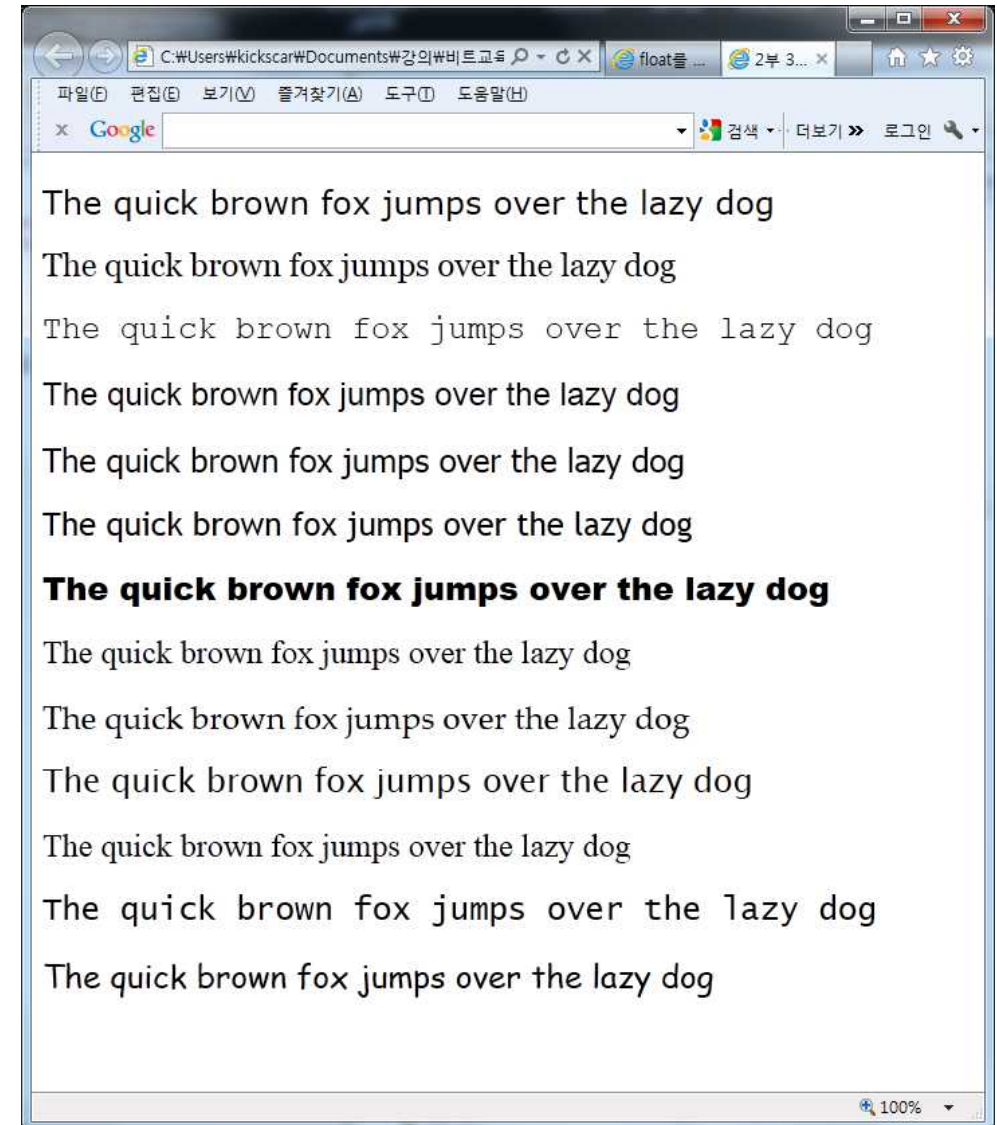 C:₩Users₩kickscar₩Documents₩강의₩비트교육
float를 ...
2부 3...
파일(F) 편집(E) 보기(V) 즐겨찾기(A) 도구(T) 도움말(H)
x Google 검색 더보기 » 로그인
The quick brown fox jumps over the lazy dog
The quick brown fox jumps over the lazy dog
The quick brown fox jumps over the lazy dog
The quick brown fox jumps over the lazy dog
The quick brown fox jumps over the lazy dog
The quick brown fox jumps over the lazy dog
The quick brown fox jumps over the lazy dog
The quick brown fox jumps over the lazy dog
The quick brown fox jumps over the lazy dog
The quick brown fox jumps over the lazy dog
The quick brown fox jumps over the lazy dog
The quick brown fox jumps over the lazy dog
The quick brown fox jumps over the lazy dog
100%